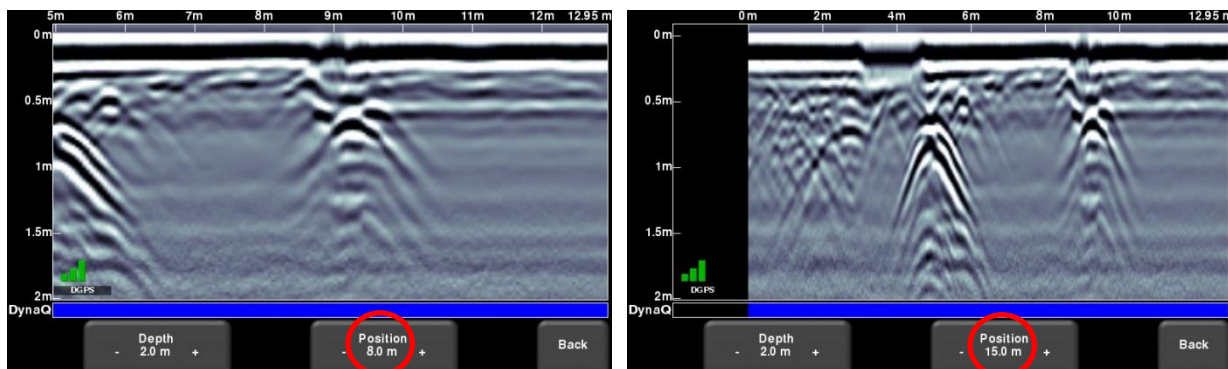 5m 6m 7m 8m 9m 10m 11m 12m 12.95 m
0 m
0.5m
1m
1.5m
DGPS
2m
DynaQ
Depth
- 2.0 m +
Position
- 8.0 m +
Back
0m 2m 4m 6m 8m 10m 12.95 m
0 m
0.5m
1m
1.5m
DGPS
2m
DynaQ
Depth
- 2.0 m +
Position
- 15.0 m +
Back